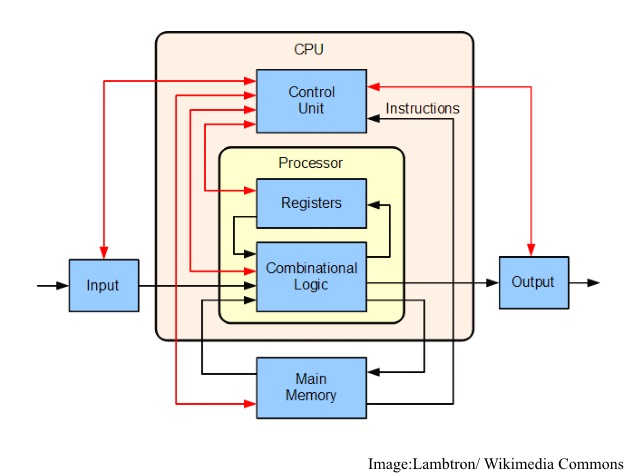 CPU
Control
Unit
Instructions
Processor
Registers
Combinational
Logic
Input
Output
Main
Memory
Image:Lambtron/ Wikimedia Commons